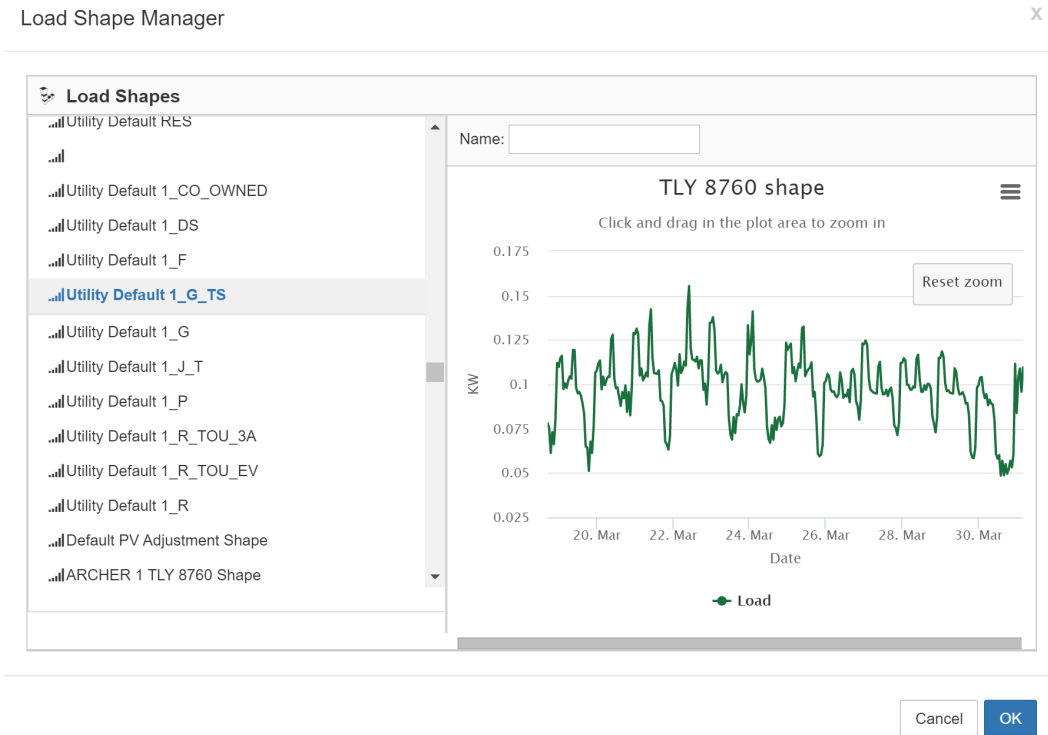 Load Shape Manager
x
Load Shapes
Utility Default RES
Utility Default 1_CO_OWNED
Utility Default 1_DS
Utility Default 1_F
Utility Default 1_G_TS
Utility Default 1_G
Utility Default 1_J_T
Utility Default 1_P
Utility Default 1_R_TOU_3A
Utility Default 1_R_TOU_EV
Utility Default 1_R
Default PV Adjustment Shape
ARCHER 1 TLY 8760 Shape
Name:
TLY 8760 shape
Click and drag in the plot area to zoom in
Reset zoom
KW
0.175
0.15
0.125
0.1
0.075
0.05
0.025
20. Mar 22. Mar 24. Mar 26. Mar 28. Mar 30. Mar
Date
Load
Cancel OK